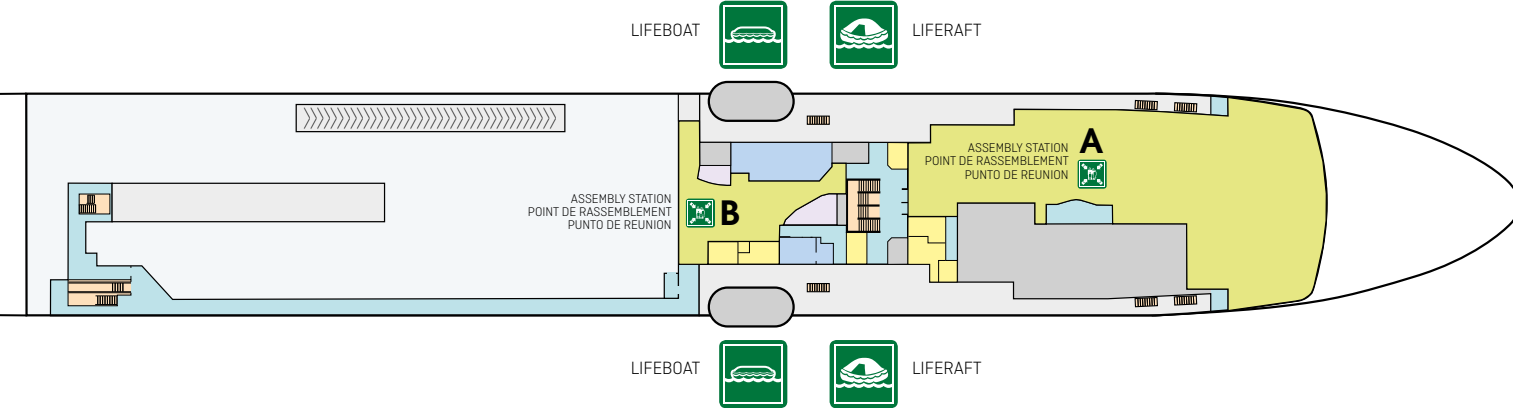 LIFEBOAT
LIFERAFT
ASSEMBLY STATION
POINT DE RASSEMBLEMENT
PUNTO DE REUNION
A
ASSEMBLY STATION
POINT DE RASSEMBLEMENT
PUNTO DE REUNION
B
LIFEBOAT
LIFERAFT